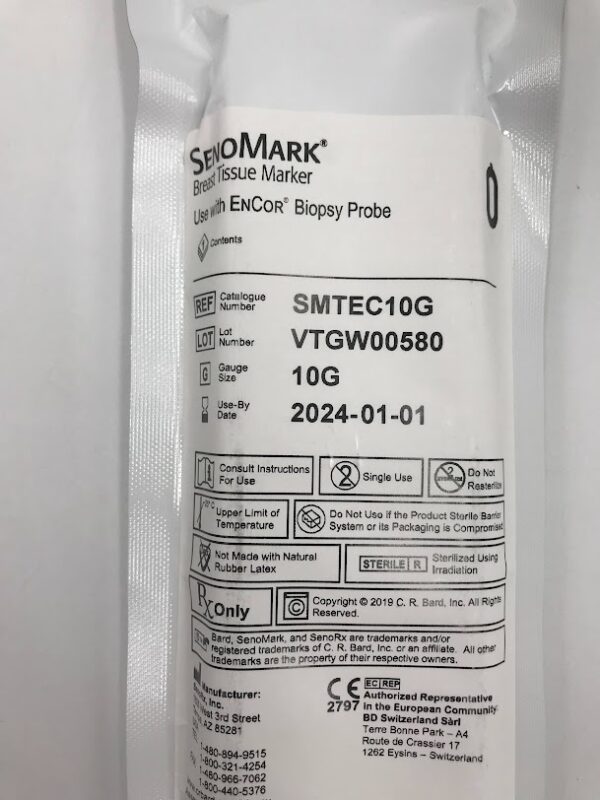 SENOMARK®
Breast Tissue Marker
Use with ENCOR® Biopsy Probe
Contents
REF Catalogue Number SMTEC10G
LOT Lot Number VTGW00580
G Gauge Size 10G
Use-By Date 2024-01-01
Consult Instructions For Use
2 Single Use
2 Do Not
Upper Limit of Temperature
Do Not Use if the Product Sterile Barrier
System or its Packaging is Compromised
Not Made with Natural Rubber Latex
STERILE R Sterilized Using Irradiation
Rx Only
© Copyright © 2019 C. R. Bard, Inc. All Rights
Reserved.
Bard, SenoMark, and SenoRx are trademarks and/or
registered trademarks of C. R. Bard, Inc. or an affiliate. All other
trademarks are the property of their respective owners.
Manufacturer:
Inc.
West 3rd Street
AZ 85281
1-480-894-9515
1-800-321-4254
1-480-966-7062
1-800-440-5376
CE
2797
EC REP
Authorized Representative
in the European Community
BD Switzerland Sàrl
Terre Bonne Park – A4
Route de Crassier 17
1262 Eysins – Switzerland